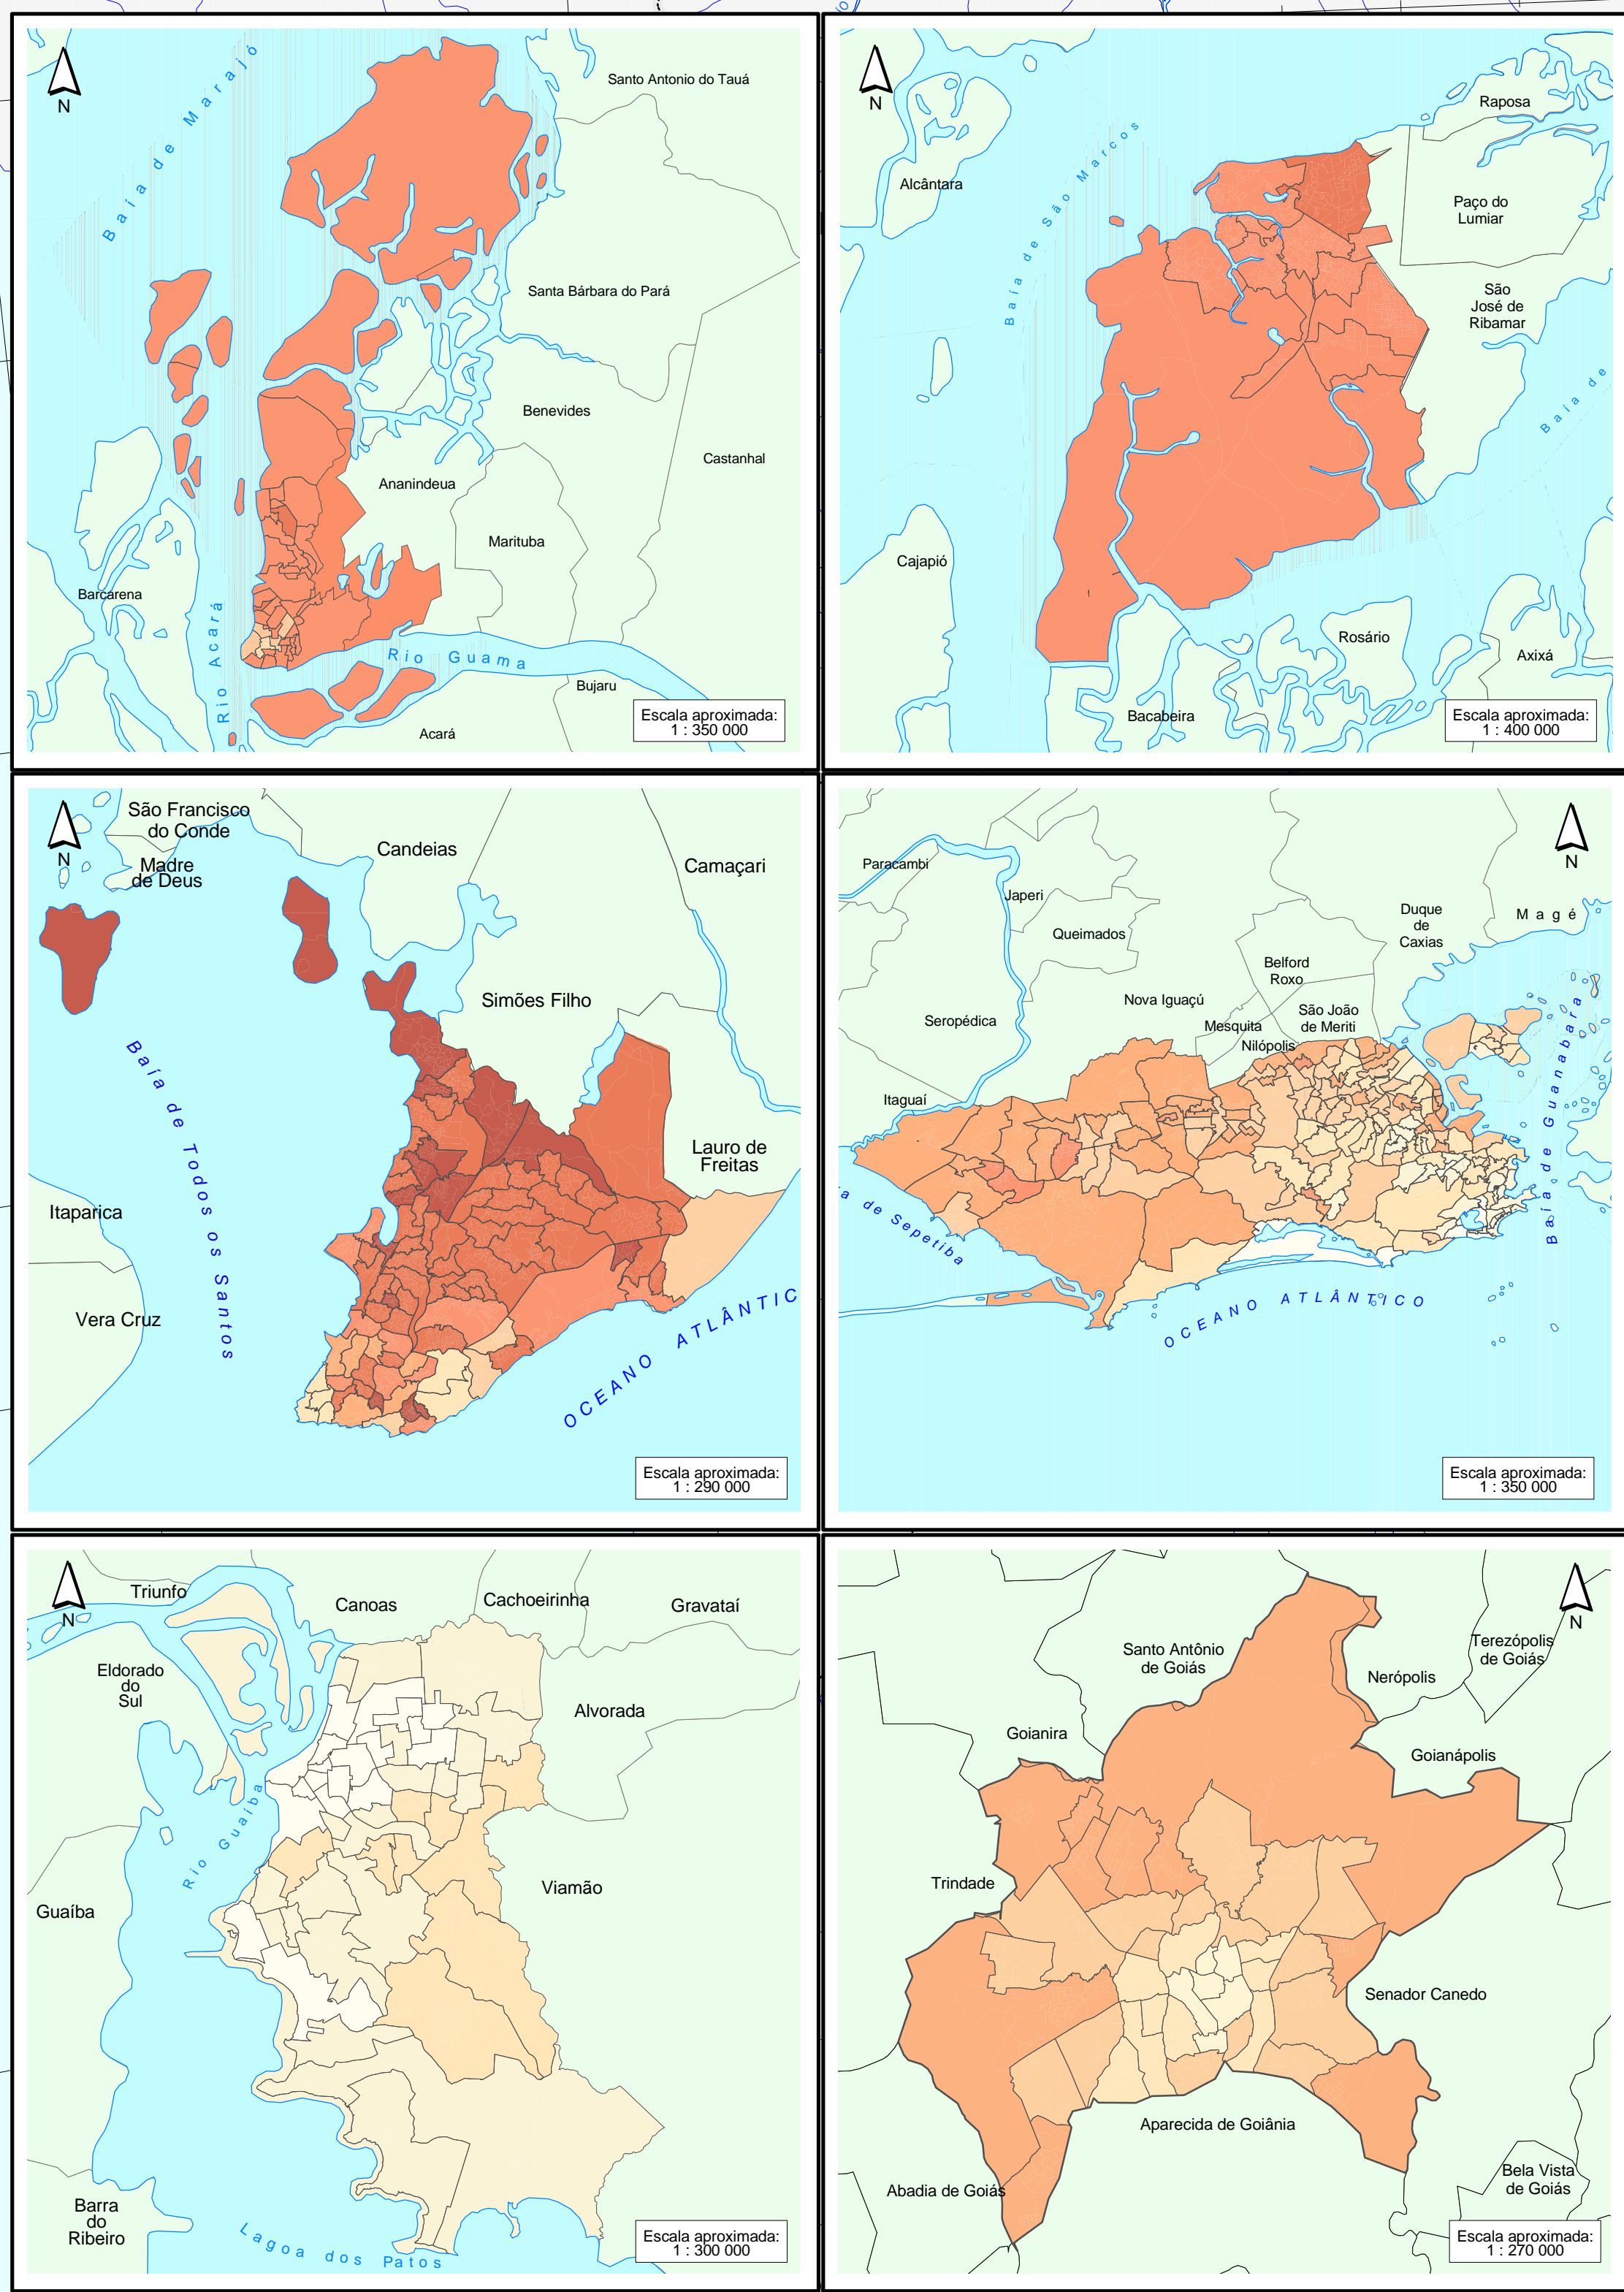 N
Baía de Marajó
Santo Antonio do Tauá
Santa Bárbara do Pará
Benevides
Castanhal
Ananindeua
Marituba
Barcarena
Rio Acará
Rio Guama
Bujaru
Acará
Escala aproximada:
1 : 350 000
N
Baia de São Marcos
Alcântara
Raposa
Paço do
Lumiar
São
José de
Ribamar
Baia de
Cajapió
Rosário
Axixá
Bacabeira
Escala aproximada:
1 : 400 000
N
São Francisco
do Conde
Madre
de Deus
Candeias
Camaçari
Simões Filho
Lauro de
Freitas
Baía de Todos os Santos
Itaparica
Vera Cruz
OCEANO ATLÂNTIC
Escala aproximada:
1 : 290 000
N
Paracambi
Japeri
Queimados
Duque
de
Caxias
Magé
Belford
Roxo
Nova Iguaçú
Seropédica
São João
de Meriti
Mesquita
Nilópolis
Itaguaí
a de Sepetiba
Baía de Guanabara
OCEANO ATLÂNTICO
Escala aproximada:
1 : 350 000
N
Triunfo
Canoas
Cachoeirinha
Gravataí
Eldorado
do
Sul
Alvorada
Rio Guaíba
Viamão
Guaíba
Barra
do
Ribeiro
Lagoa dos Patos
Escala aproximada:
1 : 300 000
N
Santo Antônio
de Goiás
Terezópolis
de Goiás
Nerópolis
Goianira
Goianápolis
Trindade
Senador Canedo
Aparecida de Goiânia
Abadia de Goiás
Bela Vista
de Goiás
Escala aproximada:
1 : 270 000